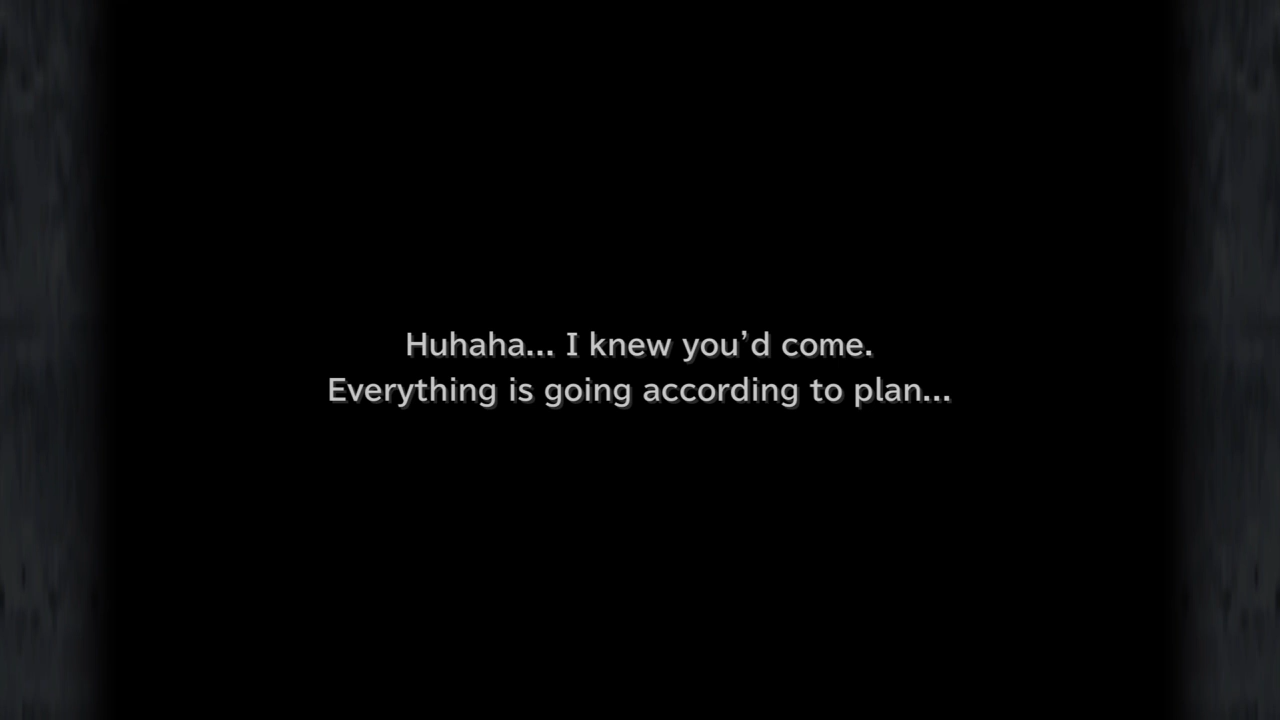 Huhaha... I knew you’d come.
Everything is going according to plan...